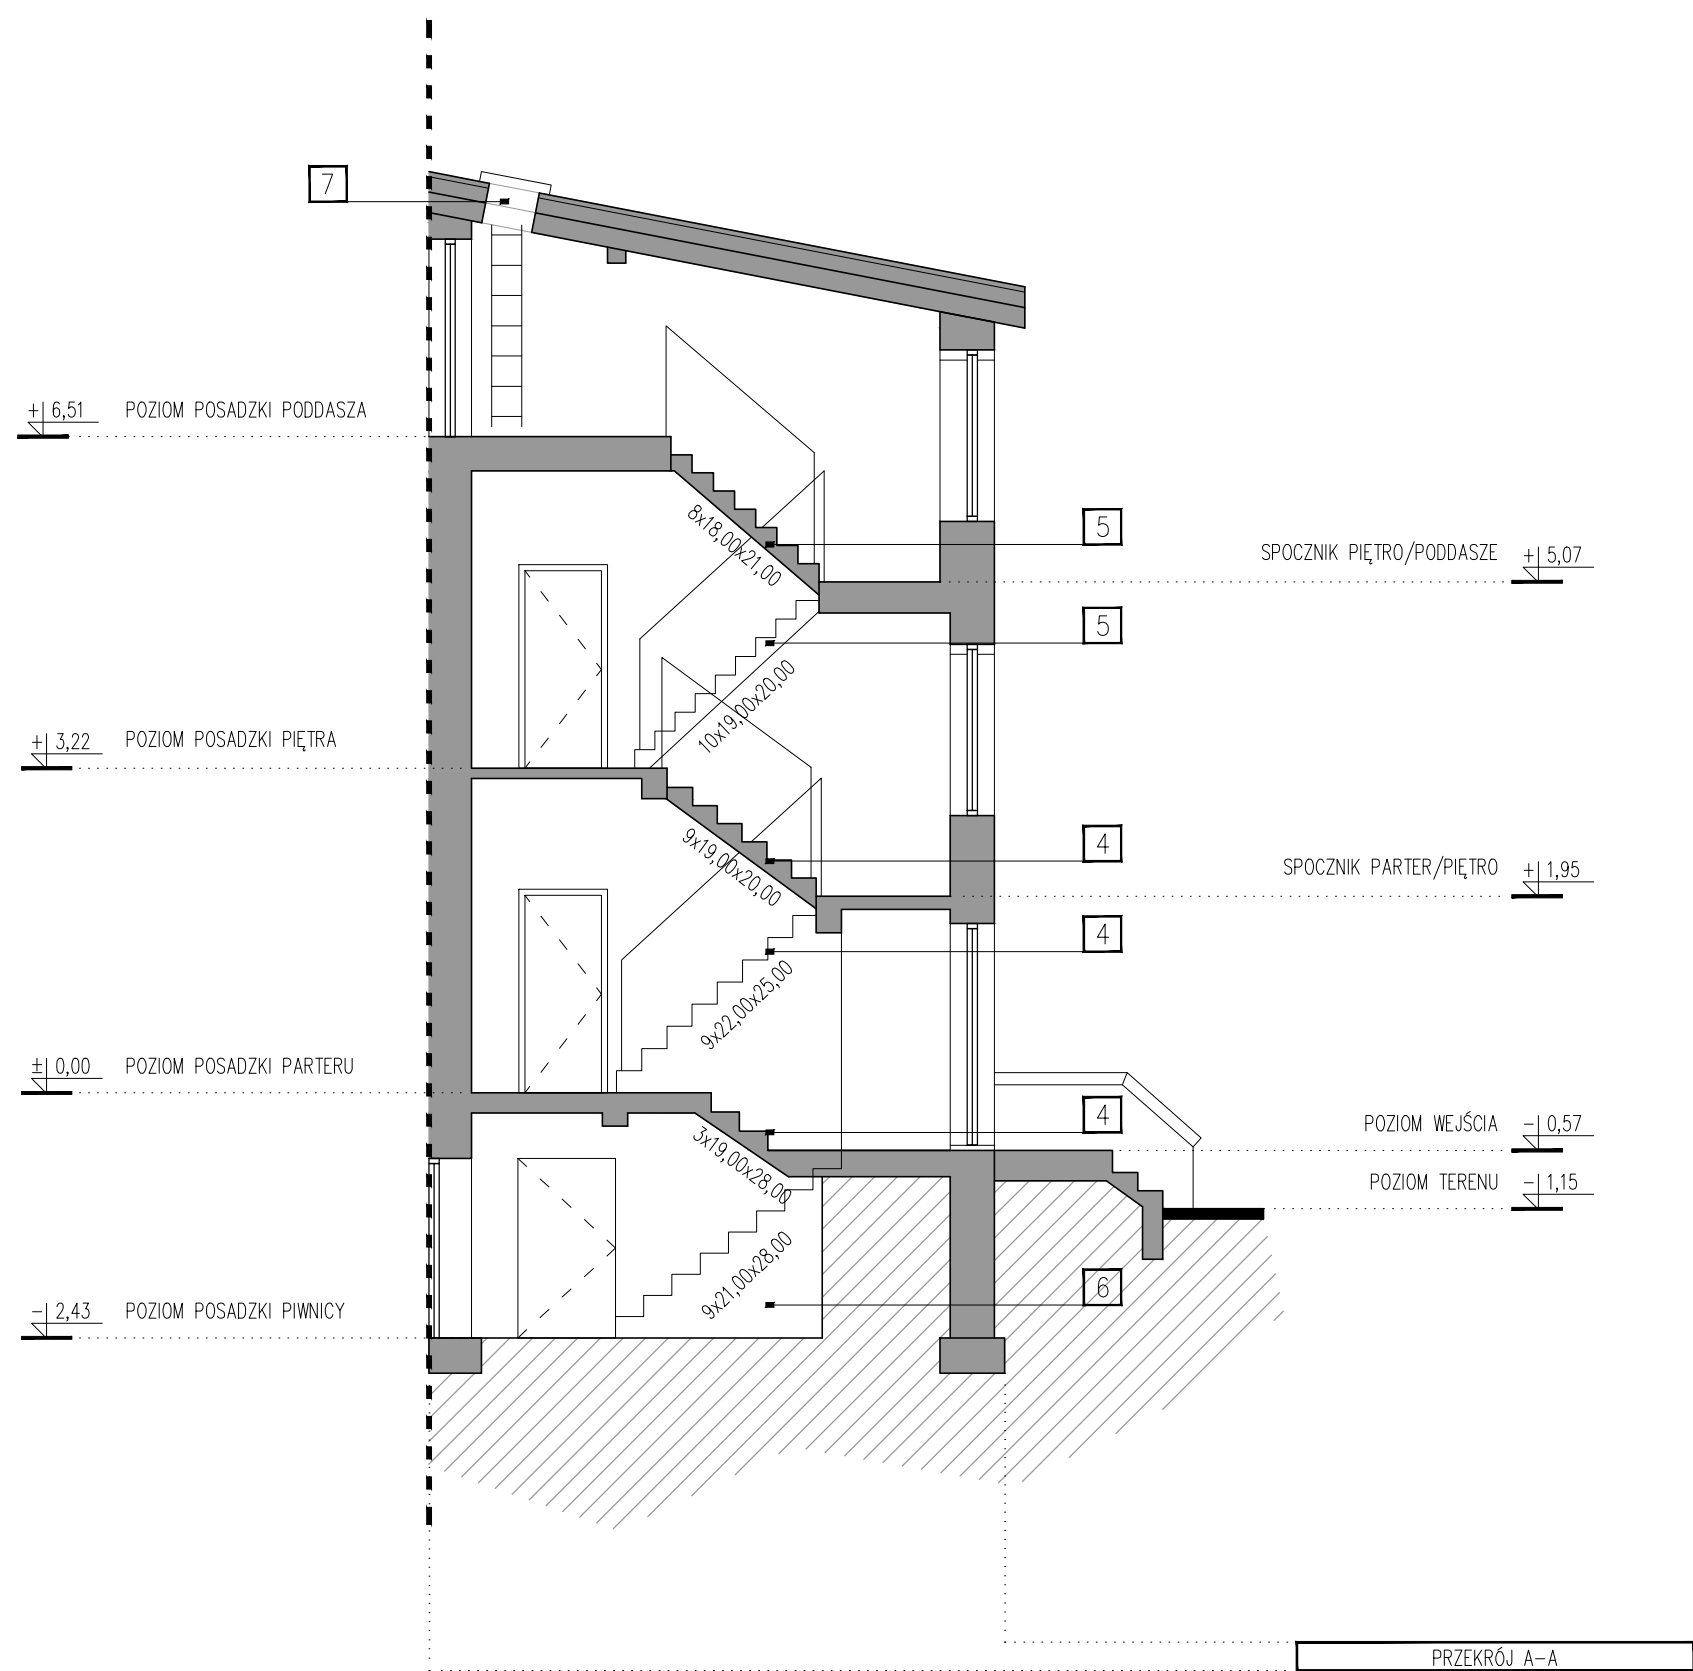 7
+ 6,51 POZIOM POSADZKI PODDASZA
8x18,00x21,00
5
SPOCZNIK PIĘTRO/PODDASZE + 5,07
5
10x19,00x20,00
+ 3,22 POZIOM POSADZKI PIĘTRA
9x19,00x20,00
4
SPOCZNIK PARTER/PIĘTRO + 1,95
4
9x22,00x25,00
± 0,00 POZIOM POSADZKI PARTERU
4
POZIOM WEJŚCIA - 0,57
3x19,00x28,00
POZIOM TERENU - 1,15
9x21,00x28,00
6
- 2,43 POZIOM POSADZKI PIWNICY
PRZEKRÓJ A-A